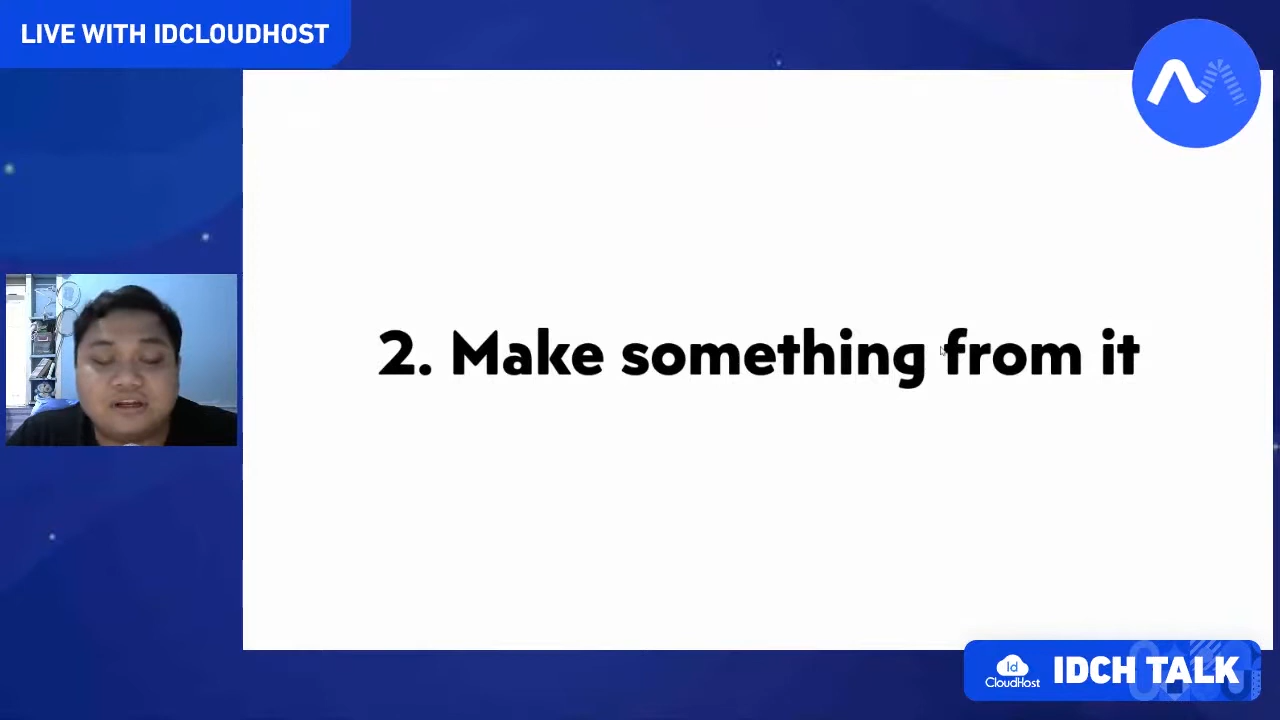 LIVE WITH IDCLOUDHOST
2. Make something from it
Id
CloudHost
IDCH TALK